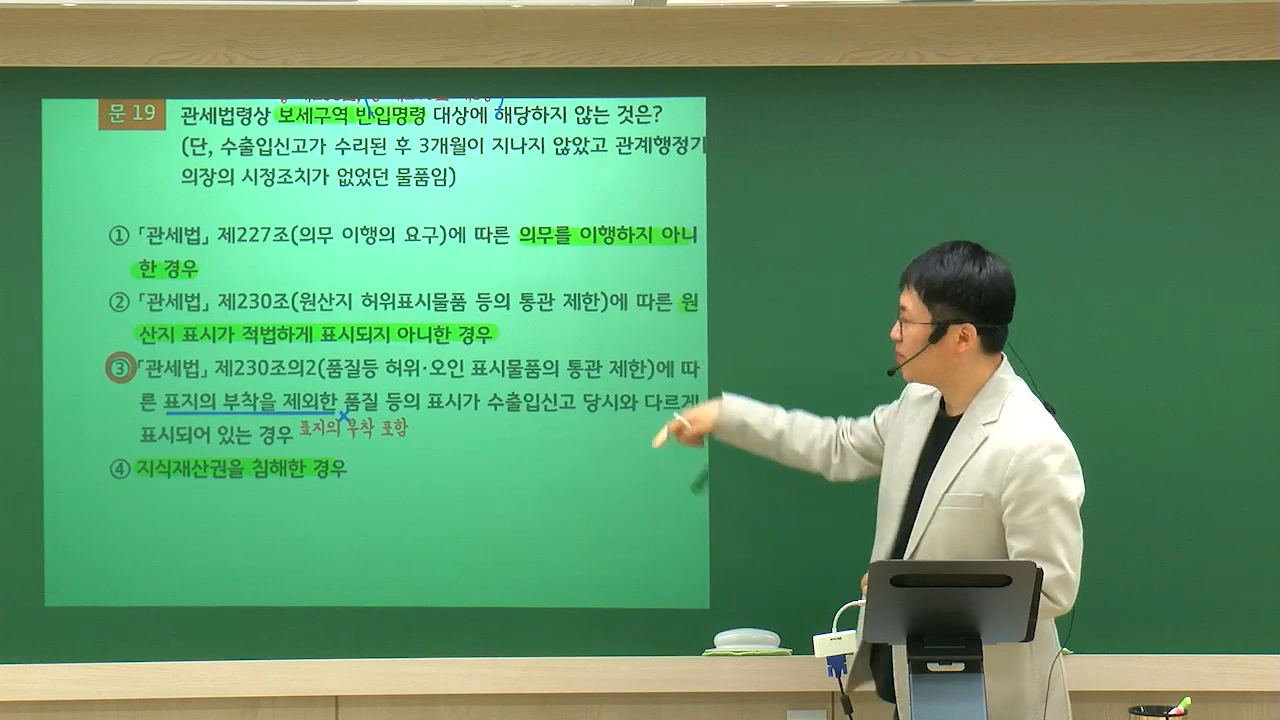 문 19 관세법령상 보세구역 반입명령 대상에 해당하지 않는 것은?
(단, 수출입신고가 수리된 후 3개월이 지나지 않았고 관계행정기
의장의 시정조치가 없었던 물품임)
① 「관세법」 제227조(의무 이행의 요구)에 따른 의무를 이행하지 아니
한 경우
② 「관세법」 제230조(원산지 허위표시물품 등의 통관 제한)에 따른 원
산지 표시가 적법하게 표시되지 아니한 경우
③ 「관세법」 제230조의2(품질등 허위·오인 표시물품의 통관 제한)에 따
른 표지의 부착을 제외한 품질 등의 표시가 수출입신고 당시와 다르게
표시되어 있는 경우 표지의 부착 포함
④ 지식재산권을 침해한 경우